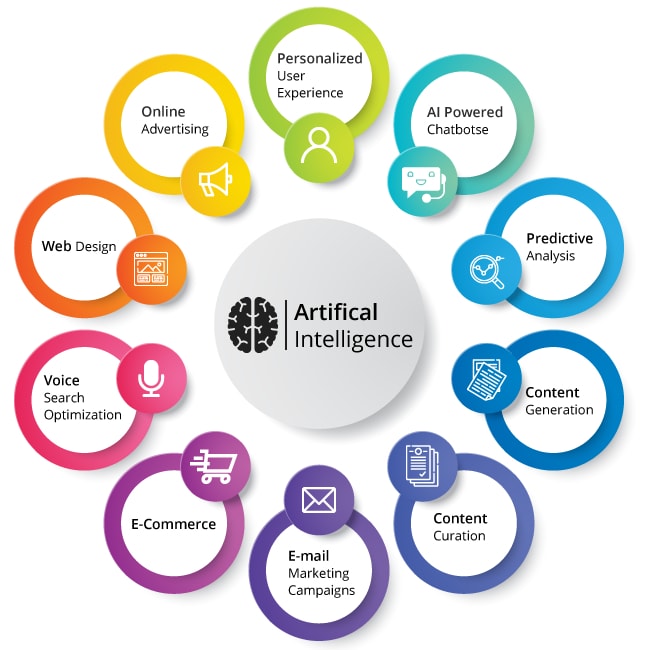 Personalized
User
Experience
AI Powered
Chatbotse
Predictive
Analysis
Content
Generation
Content
Curation
E-mail
Marketing
Campaigns
E-Commerce
Voice
Search
Optimization
Web Design
Online
Advertising
Artifical
Intelligence